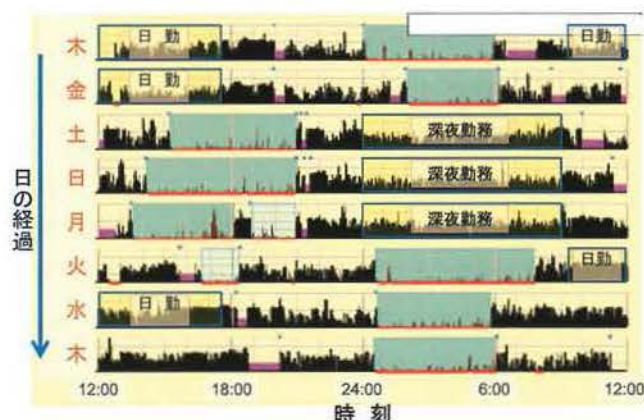 木 日勤 日勤
金 日勤
土 深夜勤務
日 深夜勤務
月 深夜勤務
火 日勤
水 日勤
木
日の経過
12:00 18:00 24:00 6:00 12:00
時刻